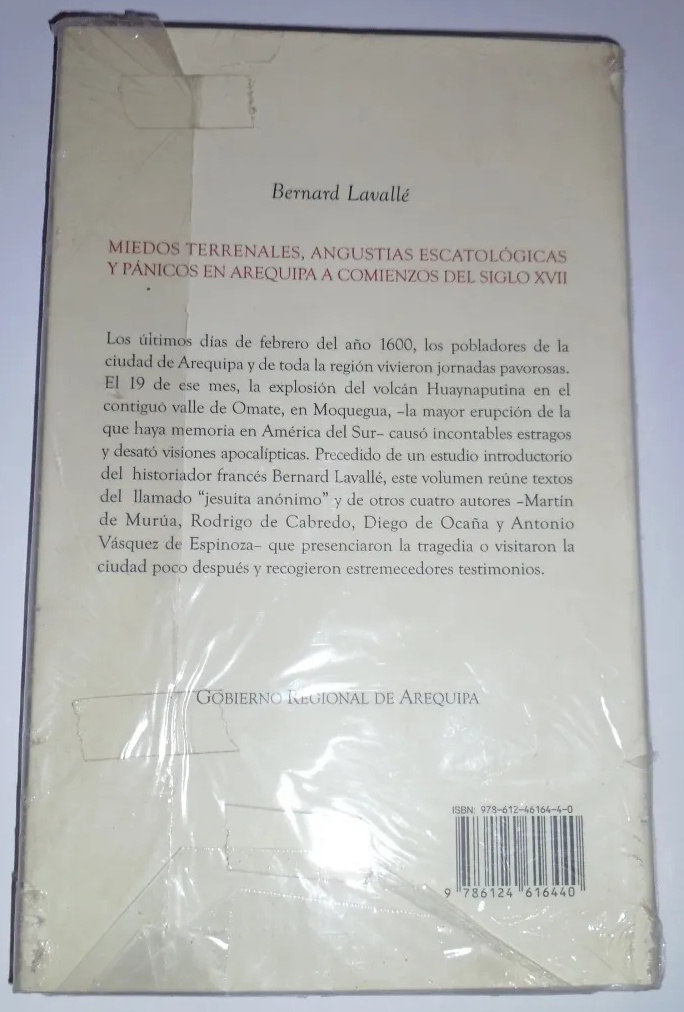 Bernard Lavallé
MIEDOS TERRENALES, ANGUSTIAS ESCATOLÓGICAS
Y PÁNICOS EN AREQUIPA A COMIENZOS DEL SIGLO XVII
Los últimos días de febrero del año 1600, los pobladores de la
ciudad de Arequipa y de toda la región vivieron jornadas pavorosas.
El 19 de ese mes, la explosión del volcán Huaynaputina en el
contiguo valle de Omate, en Moquegua, –la mayor erupción de la
que haya memoria en América del Sur– causó incontables estragos
y desató visiones apocalípticas. Precedido de un estudio introductorio
del historiador francés Bernard Lavallé, este volumen reúne textos
del llamado “jesuita anónimo” y de otros cuatro autores –Martín
de Murúa, Rodrigo de Cabredo, Diego de Ocaña y Antonio
Vásquez de Espinoza– que presenciaron la tragedia o visitaron la
ciudad poco después y recogieron estremecedores testimonios.
GOBIERNO REGIONAL DE AREQUIPA
ISBN: 978-612-46164-4-0
9 786124 616440